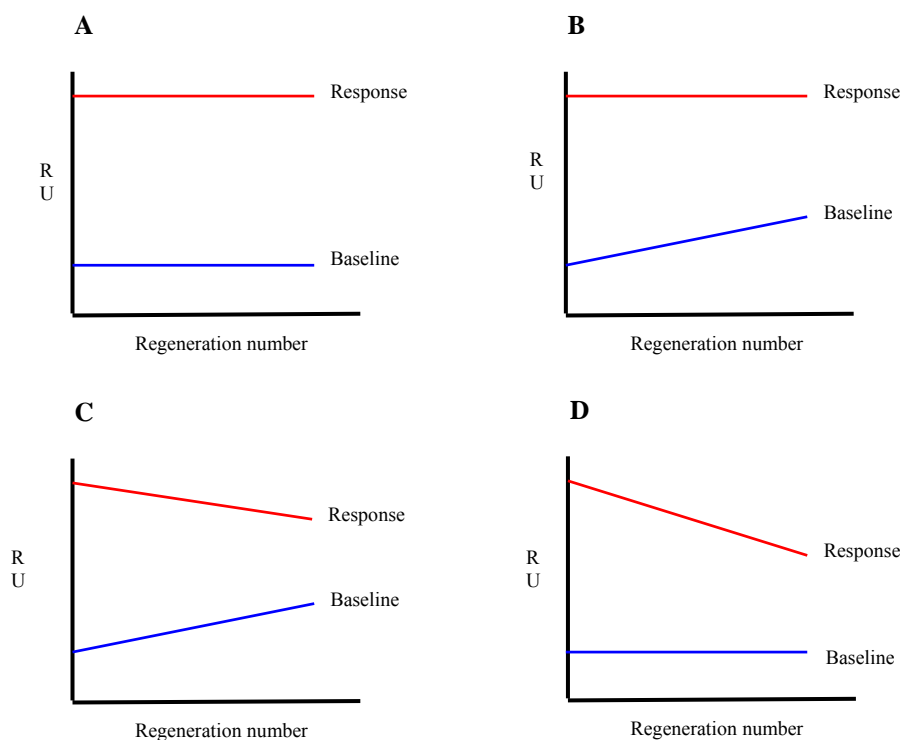 A
Response
R
U
Baseline
Regeneration number
B
Response
R
U
Baseline
Regeneration number
C
Response
R
U
Baseline
Regeneration number
D
Response
R
U
Baseline
Regeneration number